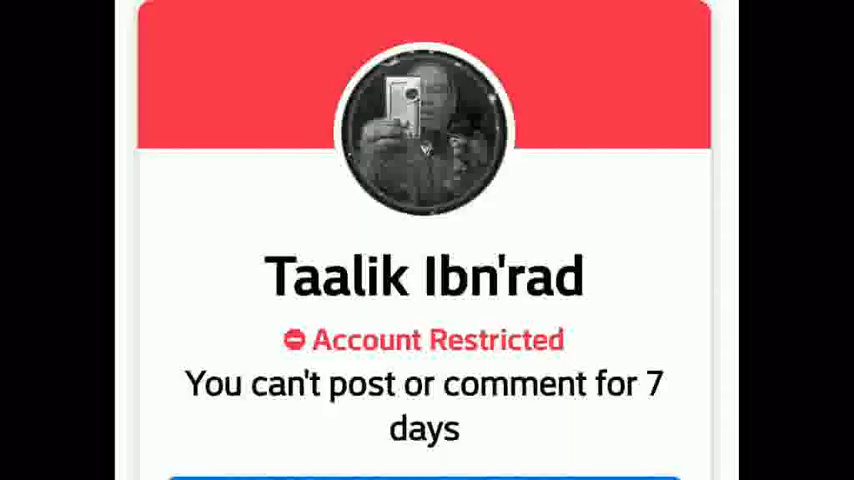 Taalik Ibn'rad
Account Restricted
You can't post or comment for 7
days